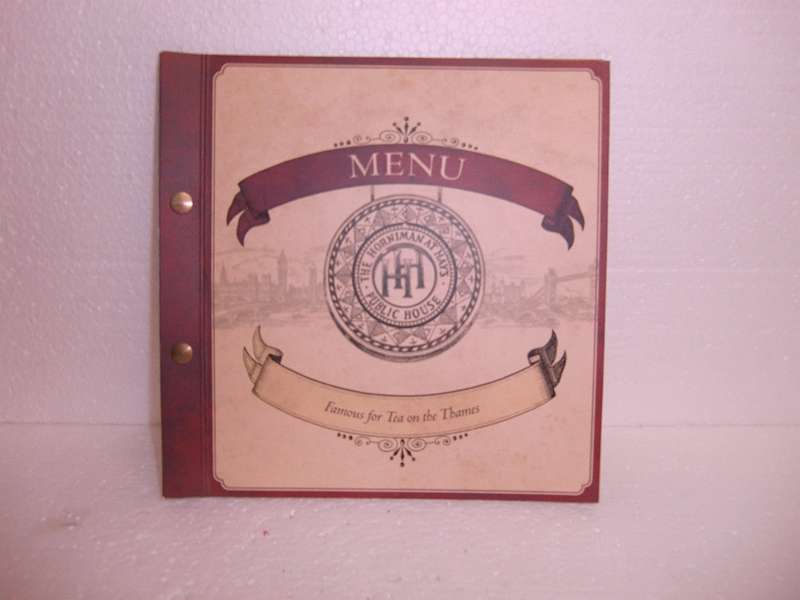 MENU
THE HORNIMAN AT HAYS
HH
PUBLIC HOUSE
Famous for Tea on the Thames